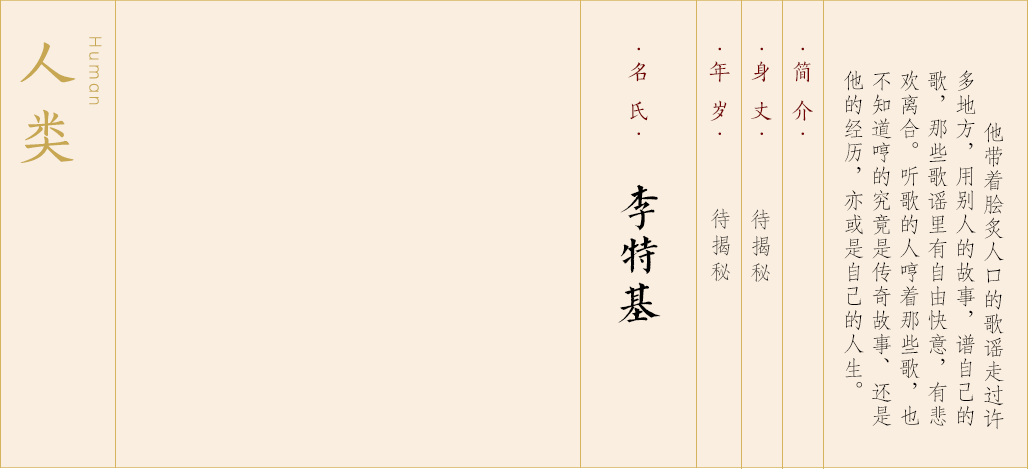 他带着脍炙人口的歌谣走过许
多地方，用别人的故事，谱自己的
歌，那些歌谣里有自由快意，有悲
欢离合。听歌的人哼着那些歌，也
不知道哼的究竟是传奇故事、还是
他的经历，亦或是自己的人生。
·简介·
·身丈·
待揭秘
·年岁·
待揭秘
·名氏·
李特基
Human
人类